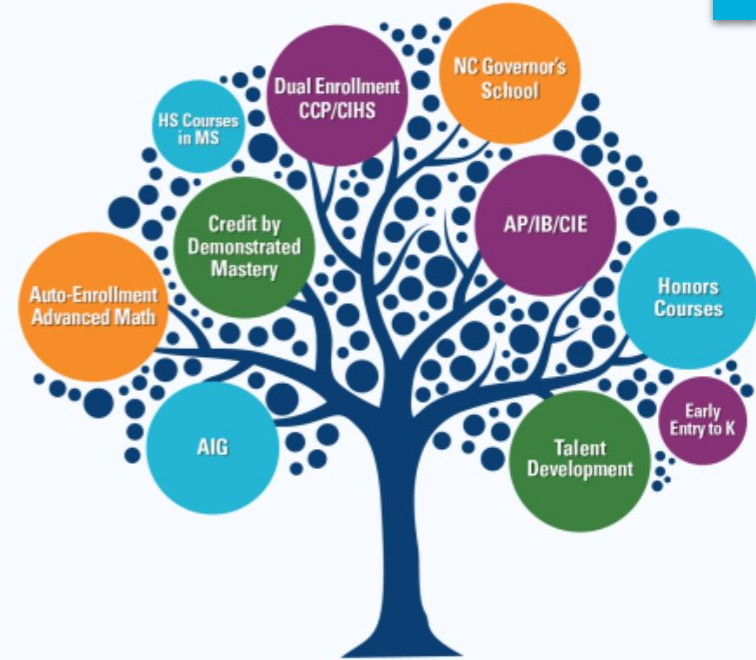 NC Governor's
School
Dual Enrollment
CCP/CIHS
HS Courses
in MS
Credit by
Demonstrated
Mastery
AP/IB/CIE
Auto-Enrollment
Advanced Math
Honors
Courses
Early
Entry to K
AIG
Talent
Development